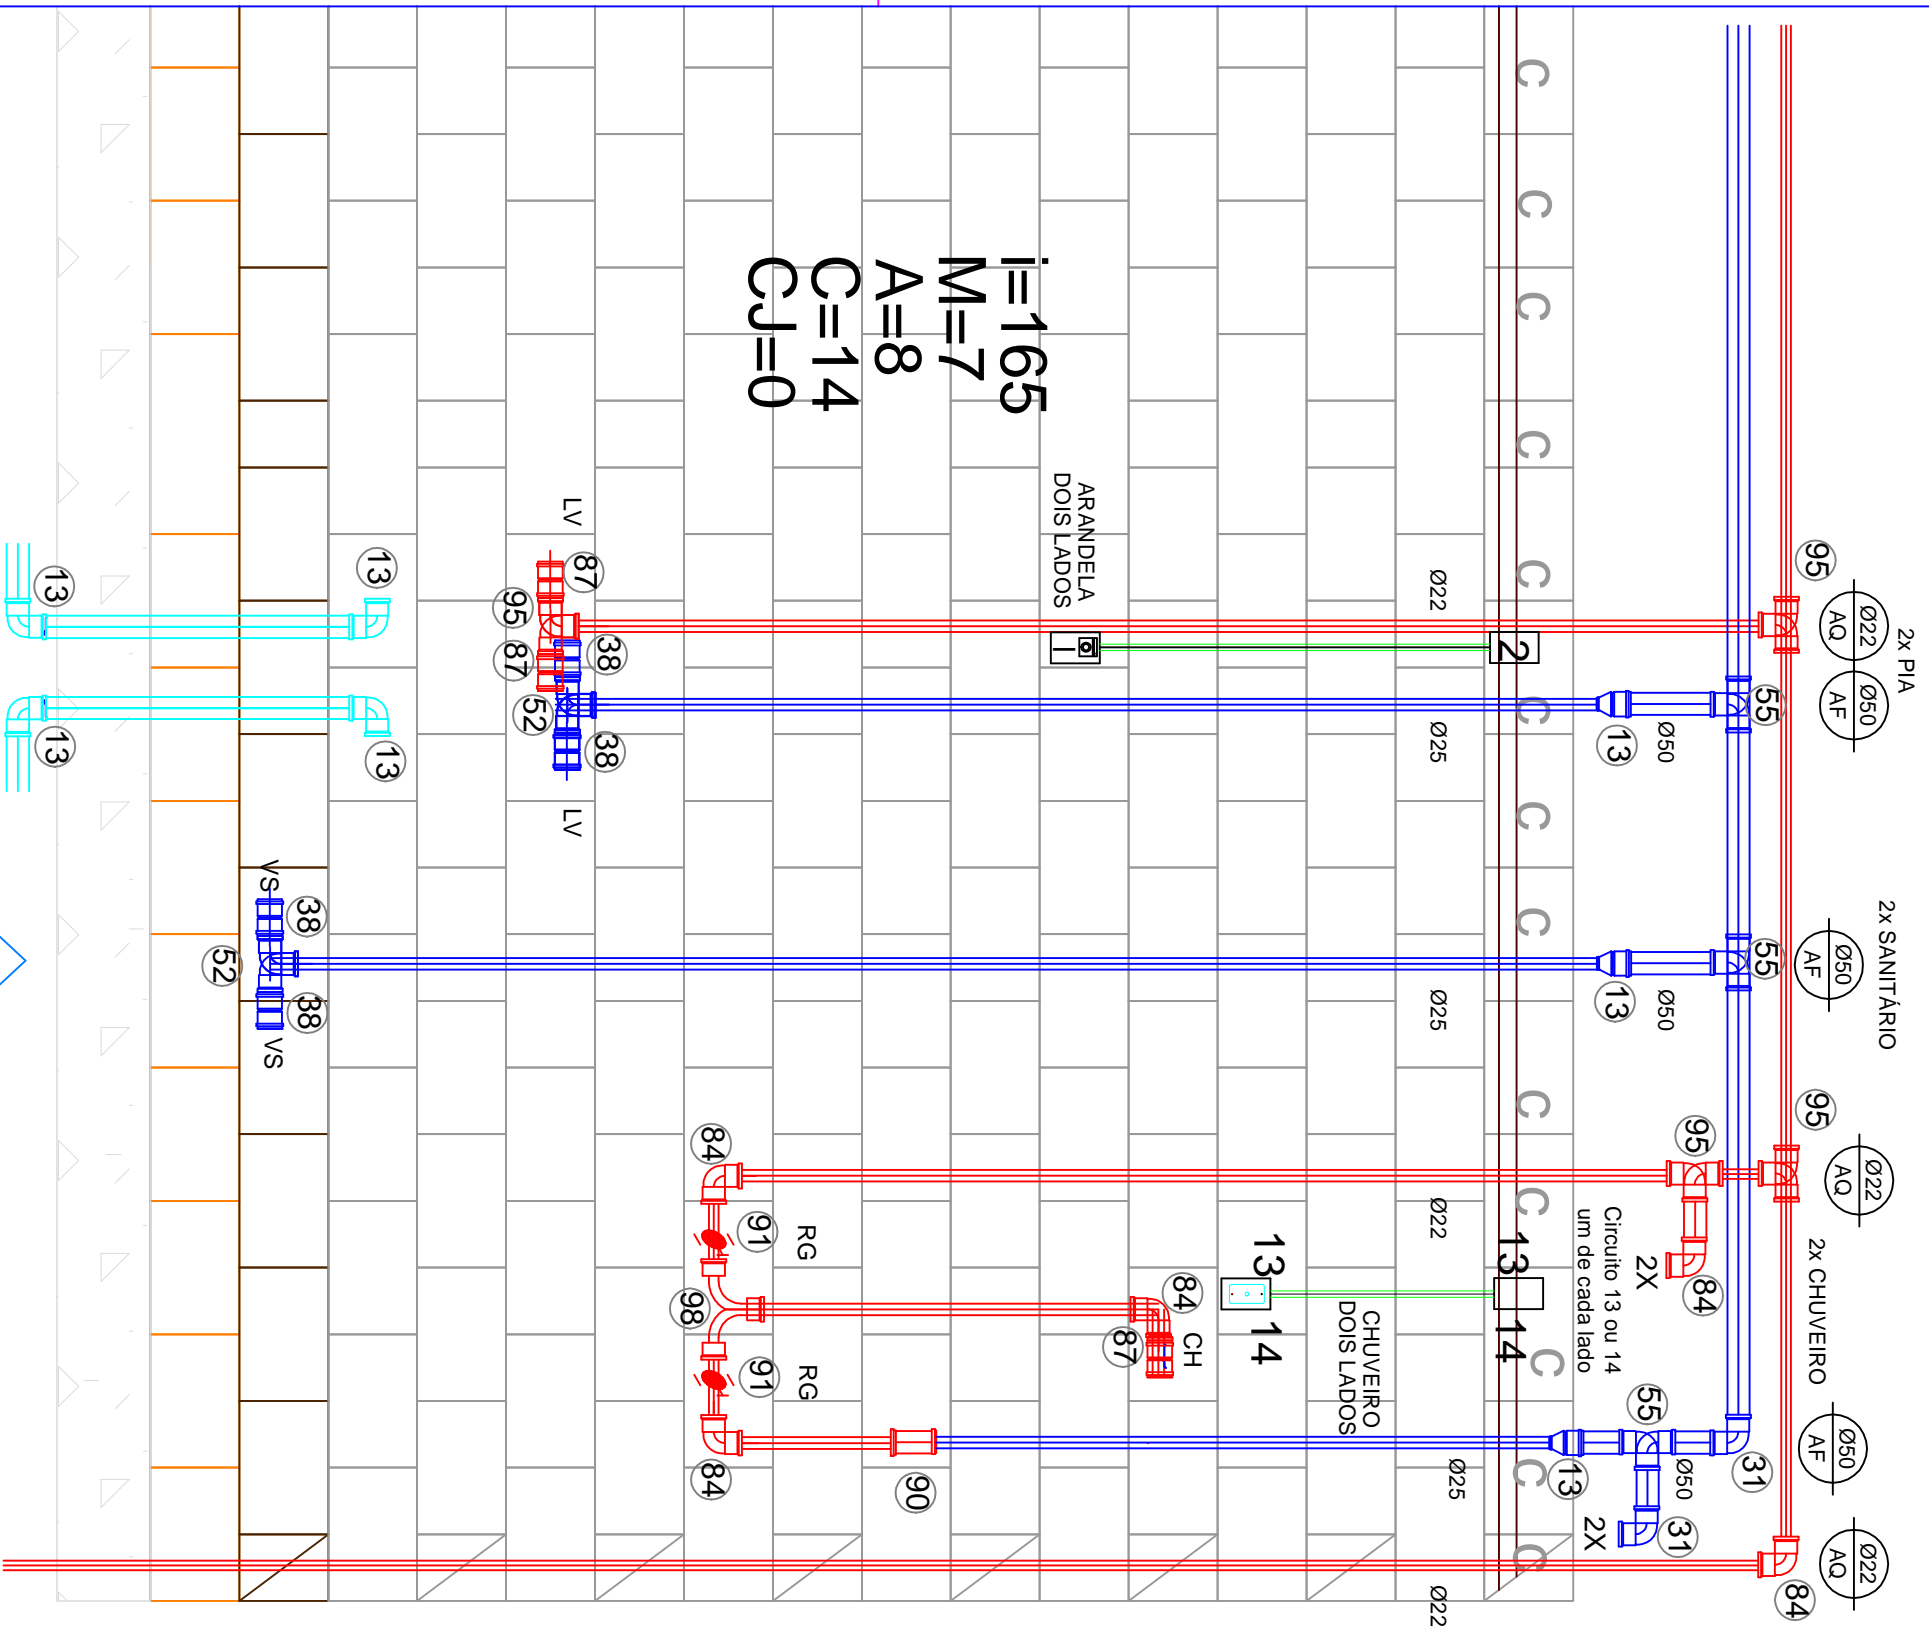 2x PIA
2x SANITÁRIO
2x CHUVEIRO
95
Ø22
AQ
Ø50
AF
Ø50
AF
95
Ø22
AQ
Ø50
AF
Ø22
AQ
84
55
55
31
95
84
2X
55
Ø50
31
2X
Ø50
13
Ø50
13
13
Circuito 13 ou 14
um de cada lado
C
C
C
C
C
C
C
C
C
C
C
C
C
2
13
14
Ø22
Ø25
Ø25
Ø22
Ø25
Ø22
CHUVEIRO
DOIS LADOS
13
14
84
CH
87
ARANDELA
DOIS LADOS
I
i=165
M=7
A=8
C=14
CJ=0
90
RG
91
RG
91
84
98
84
LV
87
95
87
38
52
38
LV
13
13
13
13
VS
38
52
38
VS